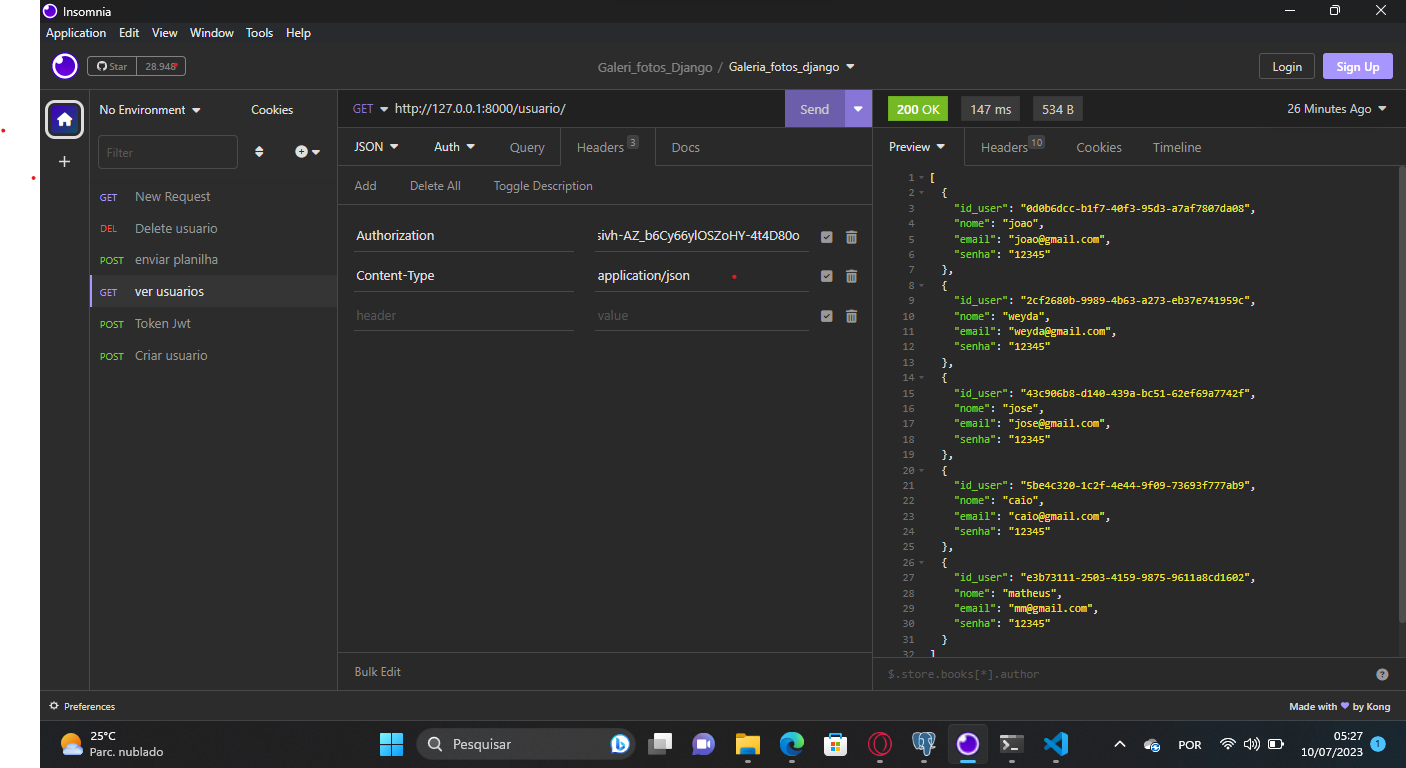 Insomnia
Application Edit View Window Tools Help
Star 28.948
Galeri_fotos_Django / Galeria_fotos_django
Login Sign Up
No Environment Cookies
Filter
GET New Request
DEL Delete usuario
POST enviar planilha
GET ver usuarios
POST Token Jwt
POST Criar usuario
GET http://127.0.0.1:8000/usuario/ Send
JSON Auth Query Headers 3 Docs
Add Delete All Toggle Description
Authorization sivh-AZ_b6Cy66ylOSZoHY-4t4D80o
Content-Type application/json
header value
Bulk Edit
200 OK 147 ms 534 B 26 Minutes Ago
Preview Headers 10 Cookies Timeline
1 [
2 {
3 "id_user": "0d0b6dcc-b1f7-40f3-95d3-a7af7807da08",
4 "nome": "joao",
5 "email": "joao@gmail.com",
6 "senha": "12345"
7 },
8 {
9 "id_user": "2cf2680b-9989-4b63-a273-eb37e741959c",
10 "nome": "weyda",
11 "email": "weyda@gmail.com",
12 "senha": "12345"
13 },
14 {
15 "id_user": "43c906b8-d140-439a-bc51-62ef69a7742f",
16 "nome": "jose",
17 "email": "jose@gmail.com",
18 "senha": "12345"
19 },
20 {
21 "id_user": "5be4c320-1c2f-4e44-9f09-73693f777ab9",
22 "nome": "caio",
23 "email": "caio@gmail.com",
24 "senha": "12345"
25 },
26 {
27 "id_user": "e3b73111-2503-4159-9875-9611a8cd1602",
28 "nome": "matheus",
29 "email": "mm@gmail.com",
30 "senha": "12345"
31 }
32 ]
$.store.books[*].author
Preferences
Made with by Kong
25°C
Parc. nublado
Pesquisar
POR
05:27
10/07/2023
1